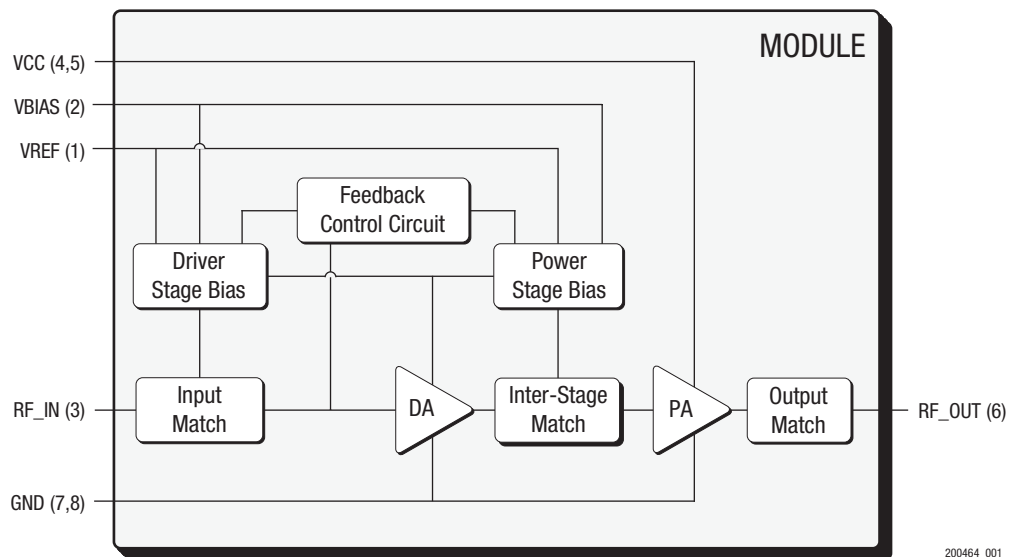 MODULE
VCC (4,5)
VBIAS (2)
VREF (1)
Feedback
Control Circuit
Driver
Stage Bias
Power
Stage Bias
RF_IN (3)
Input
Match
DA
Inter-Stage
Match
PA
Output
Match
RF_OUT (6)
GND (7,8)
200464_001